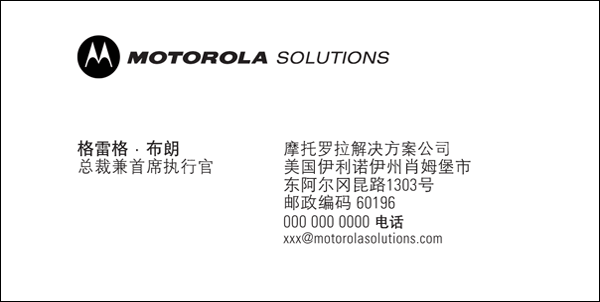 MOTOROLA SOLUTIONS
格雷格 · 布朗
总裁兼首席执行官
摩托罗拉解决方案公司
美国伊利诺伊州肖姆堡市
东阿尔冈昆路1303号
邮政编码 60196
000 000 0000 电话
xxx@motorolasolutions.com